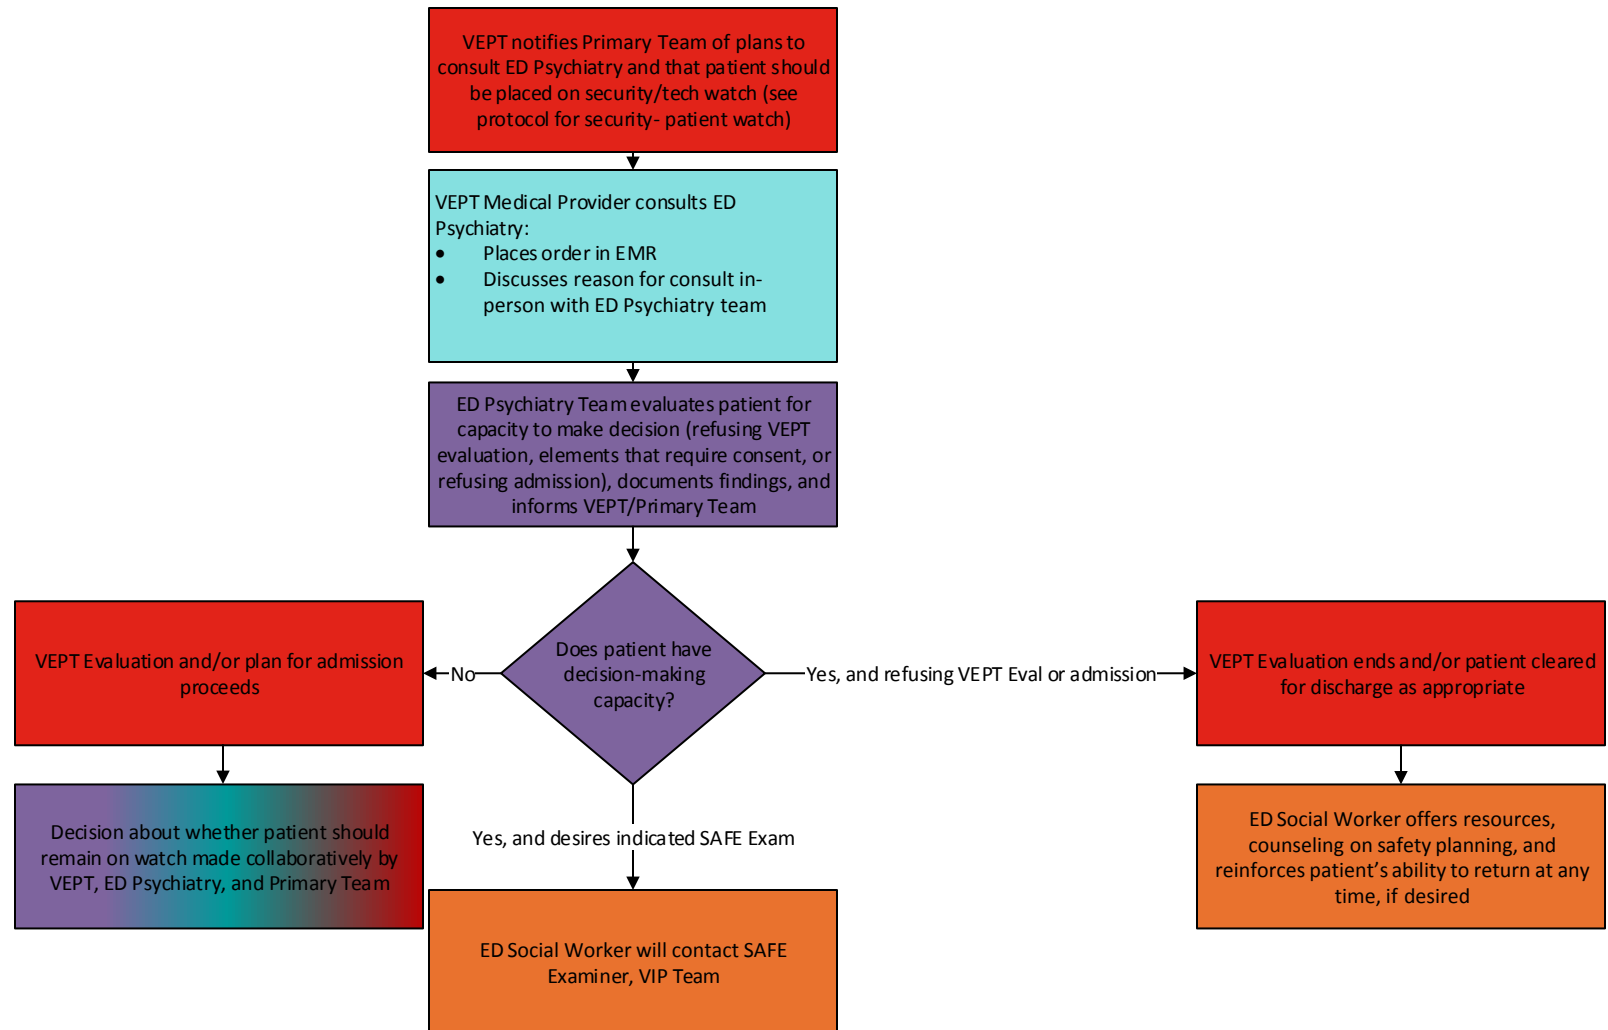 VEPT notifies Primary Team of plans to
consult ED Psychiatry and that patient should
be placed on security/tech watch (see
protocol for security- patient watch)
VEPT Medical Provider consults ED
Psychiatry:
• Places order in EMR
• Discusses reason for consult in-
person with ED Psychiatry team
ED Psychiatry Team evaluates patient for
capacity to make decision (refusing VEPT
evaluation, elements that require consent, or
refusing admission), documents findings, and
informs VEPT/Primary Team
Does patient have
decision-making
capacity?
No
VEPT Evaluation and/or plan for admission
proceeds
Decision about whether patient should
remain on watch made collaboratively by
VEPT, ED Psychiatry, and Primary Team
Yes, and desires indicated SAFE Exam
ED Social Worker will contact SAFE
Examiner, VIP Team
Yes, and refusing VEPT Eval or admission
VEPT Evaluation ends and/or patient cleared
for discharge as appropriate
ED Social Worker offers resources,
counseling on safety planning, and
reinforces patient's ability to return at any
time, if desired